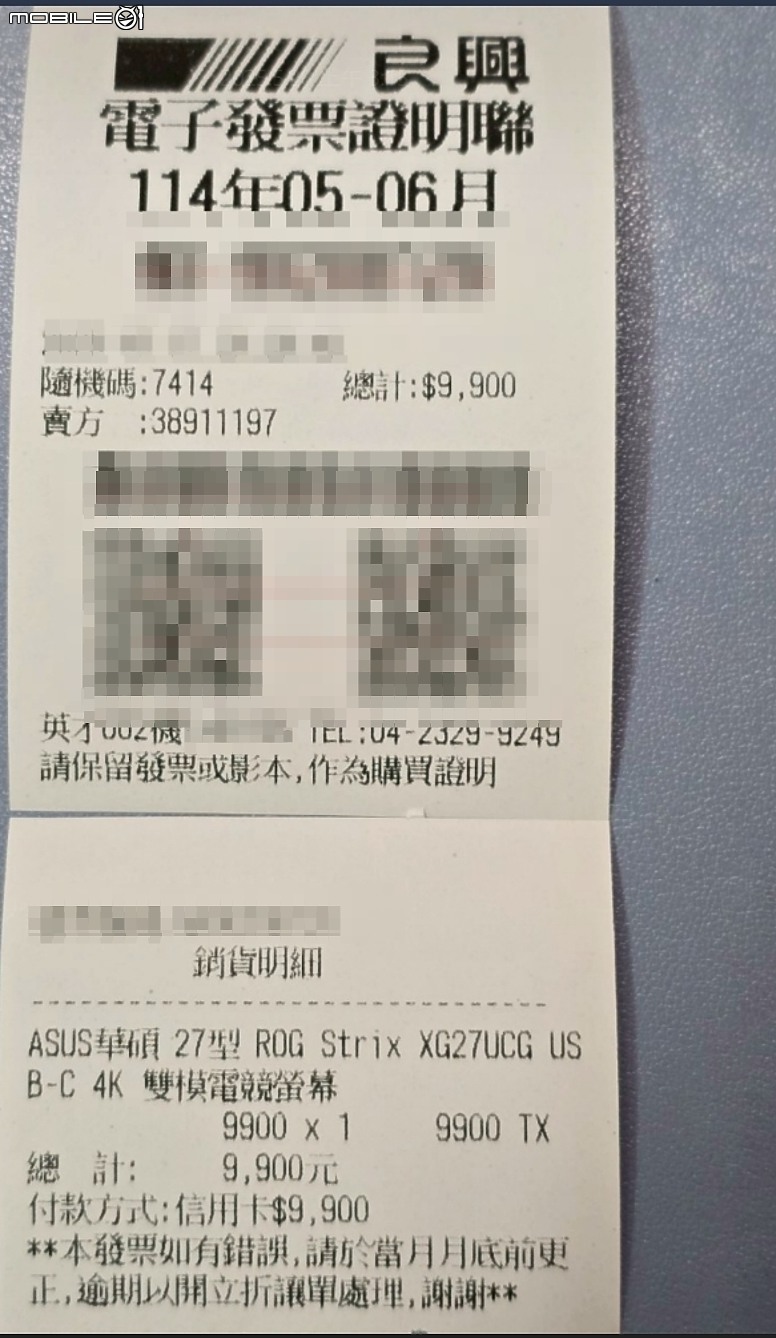 MOBILE01
良興
電子發票證明聯
114年05-06月
隨機碼:7414 總計:$9,900
賣方 :38911197
英才002機 TEL:04-2329-9249
請保留發票或影本,作為購買證明
銷貨明細
ASUS華碩 27型 ROG Strix XG27UCG US
B-C 4K 雙模電競螢幕
9900 x 1 9900 TX
總 計: 9,900元
付款方式:信用卡$9,900
**本發票如有錯誤,請於當月月底前更
正,逾期以開立折讓單處理,謝謝**